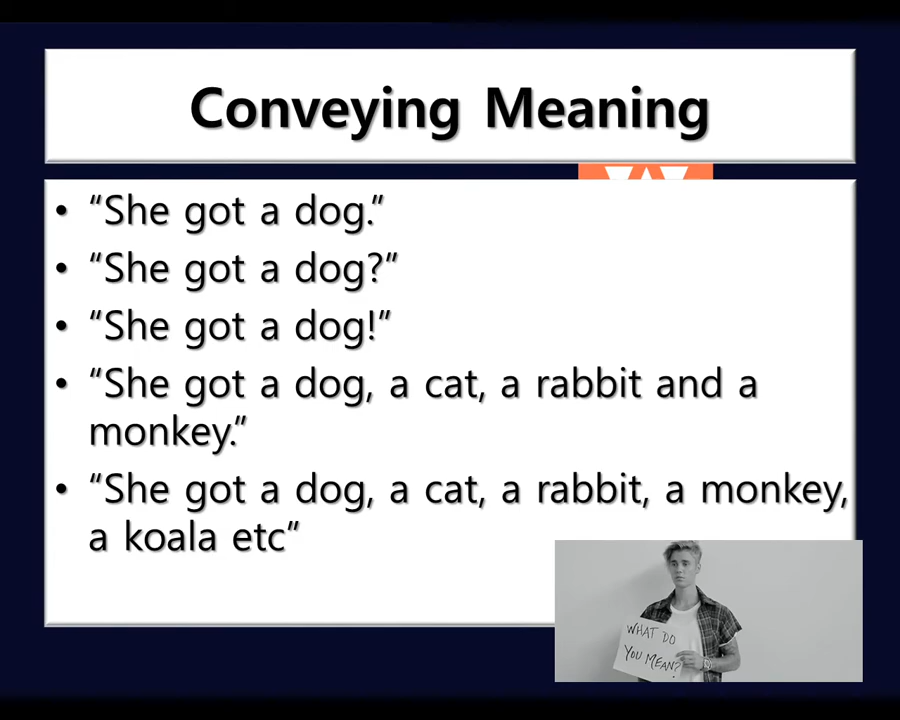 Conveying Meaning
• “She got a dog.”
• “She got a dog?”
• “She got a dog!”
• “She got a dog, a cat, a rabbit and a
monkey.”
• “She got a dog, a cat, a rabbit, a monkey,
a koala etc”
WHAT DO
YOU MEAN?